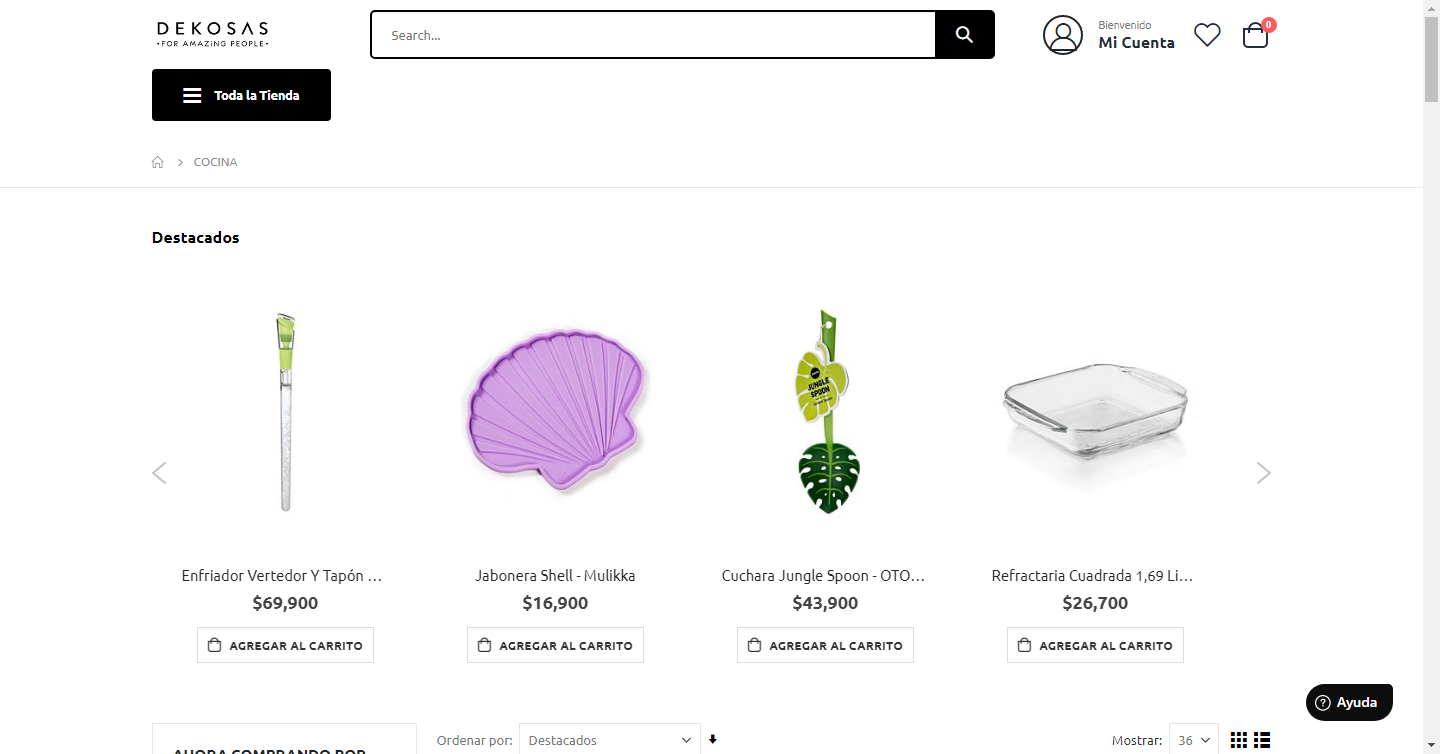 DEKOSAS
•FOR AMAZING PEOPLE•
Search...
Bienvenido
Mi Cuenta
0
Toda la Tienda
COCINA
Destacados
JUNGLE
SPOON
Enfriador Vertedor Y Tapón ...
$69,900
AGREGAR AL CARRITO
Jabonera Shell - Mulikka
$16,900
AGREGAR AL CARRITO
Cuchara Jungle Spoon - OTO...
$43,900
AGREGAR AL CARRITO
Refractaria Cuadrada 1,69 Li...
$26,700
AGREGAR AL CARRITO
Ayuda
AHORA COMPRANDO POR
Ordenar por: Destacados
Mostrar: 36